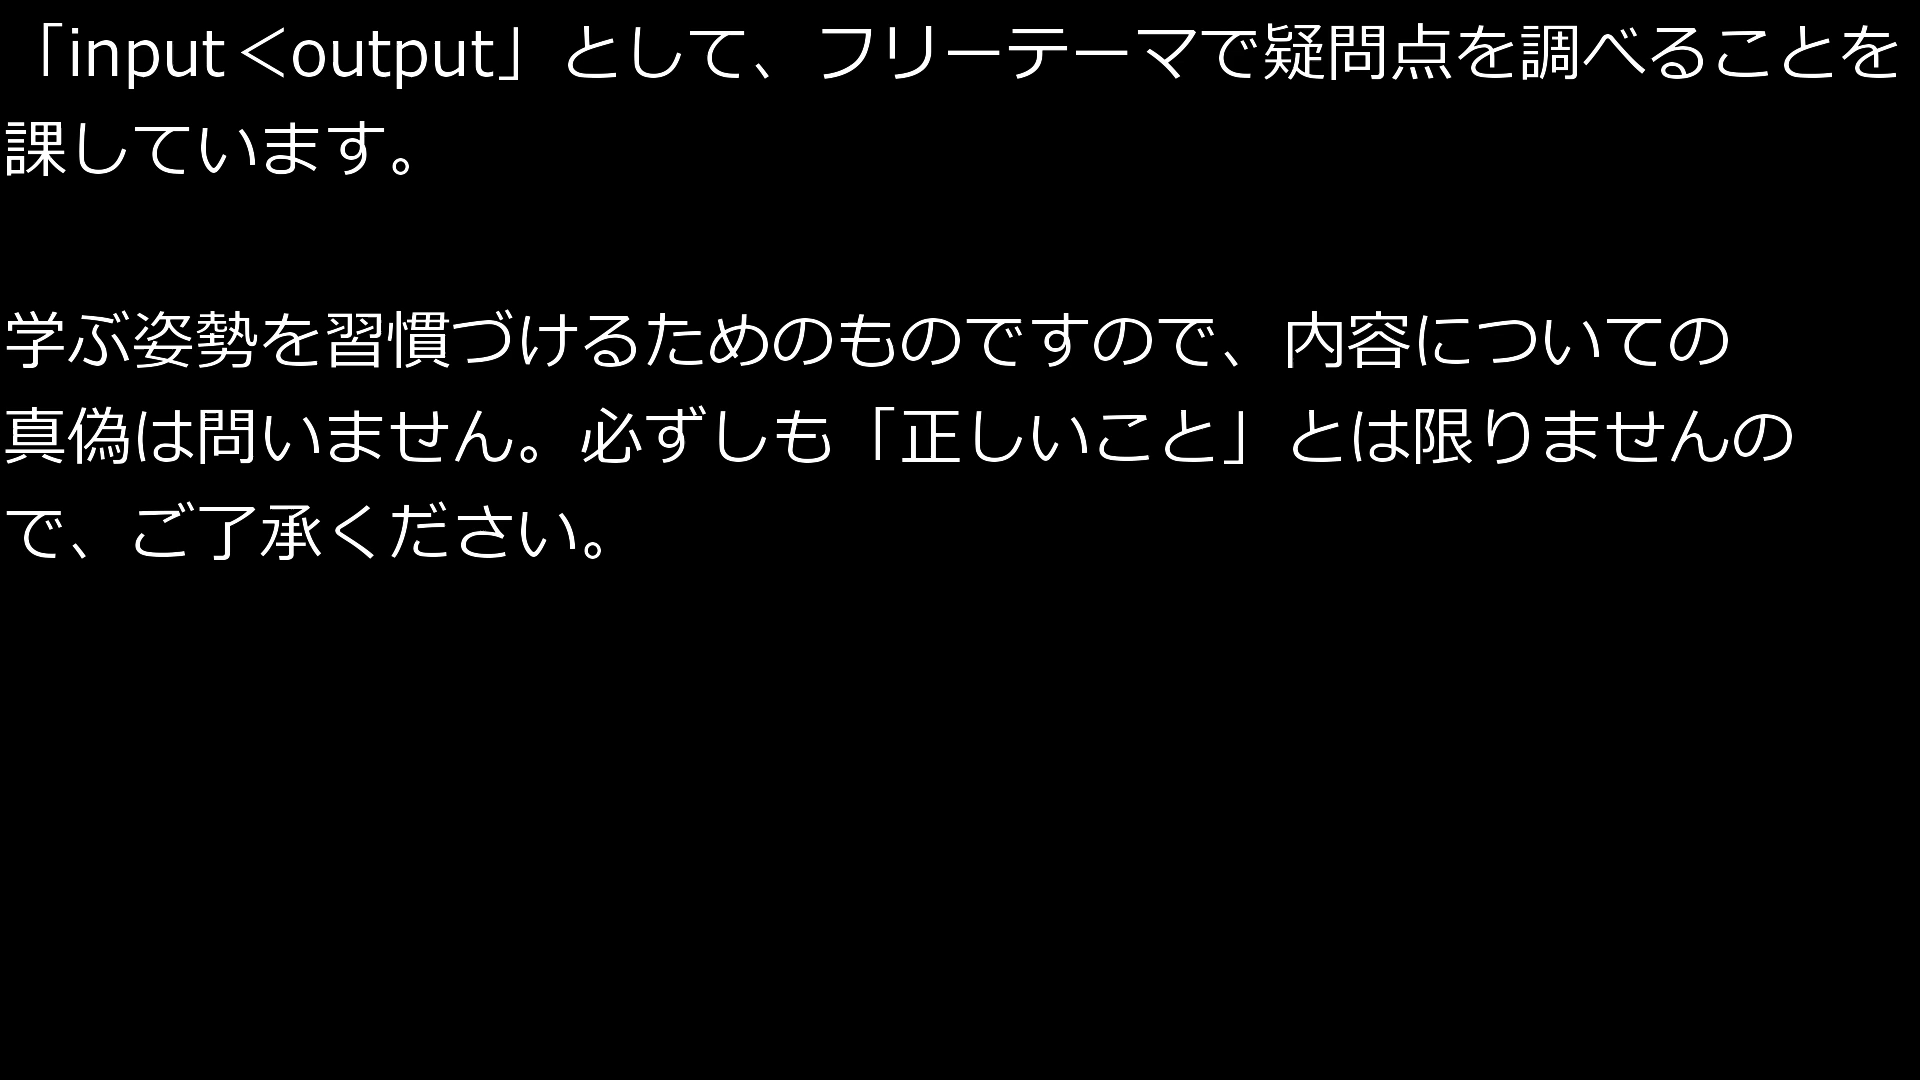 「input＜output」として、フリーテーマで疑問点を調べることを
課しています。
学ぶ姿勢を習慣づけるためのものですので、内容についての
真偽は問いません。必ずしも「正しいこと」とは限りませんの
で、ご了承ください。